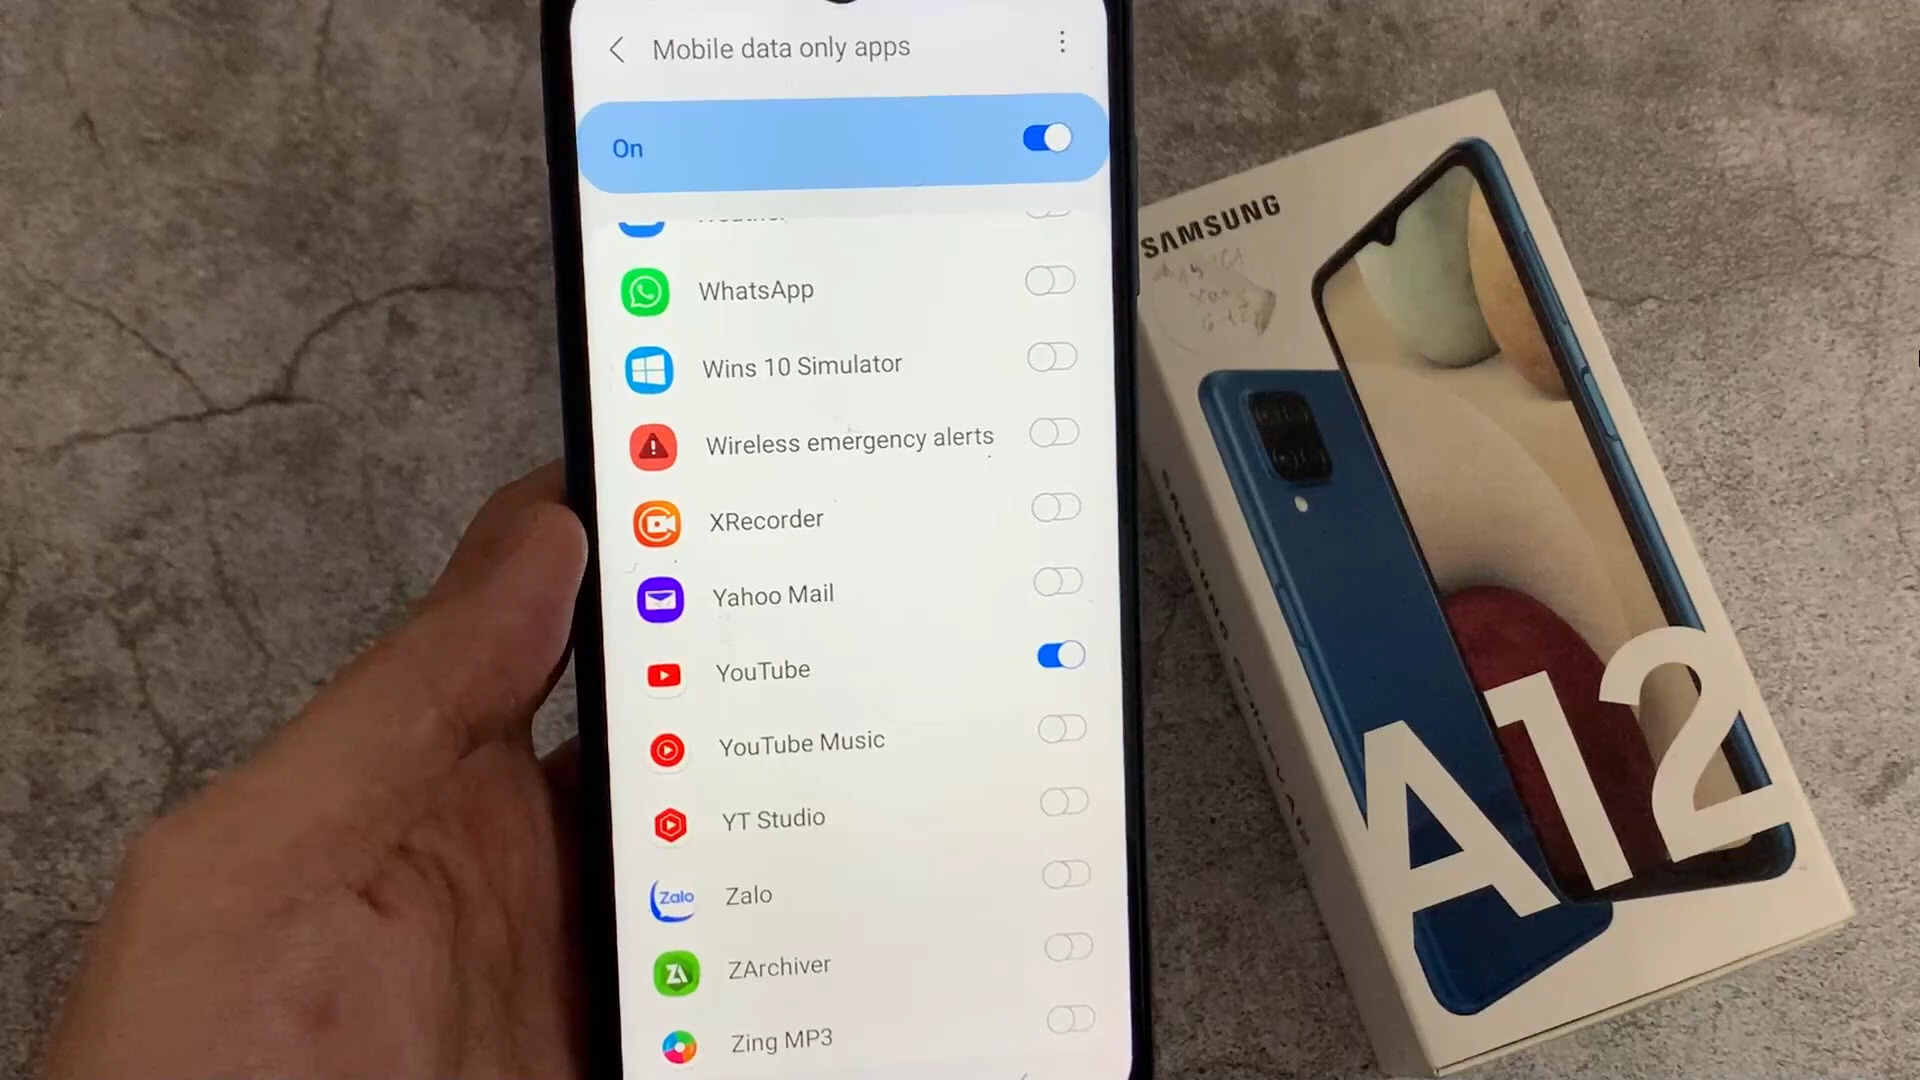 Mobile data only apps
On
WhatsApp
Wins 10 Simulator
Wireless emergency alerts
XRecorder
Yahoo Mail
YouTube
YouTube Music
YT Studio
Zalo
Zalo
ZArchiver
Zing MP3
SAMSUNG
A12